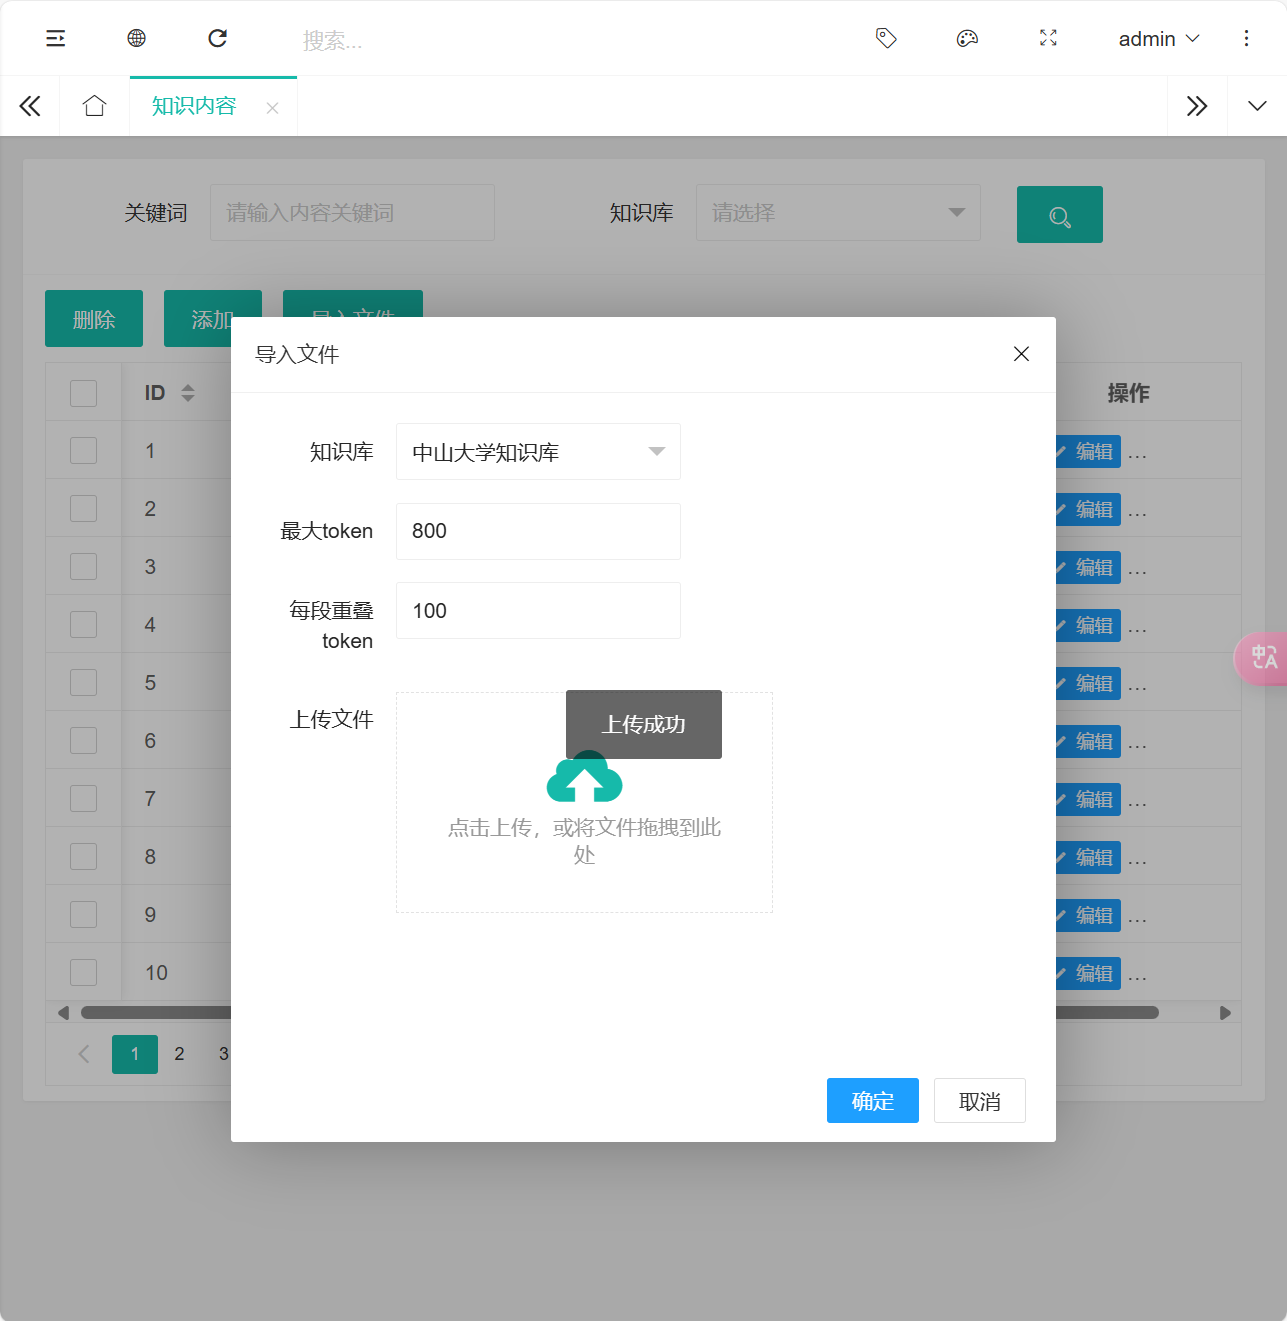 搜索...
admin
知识内容
关键词
请输入内容关键词
知识库
请选择
删除
添加
导入文件
导入文件
知识库
中山大学知识库
最大token
800
每段重叠
token
100
上传文件
上传成功
点击上传，或将文件拖拽到此
处
确定
取消
ID
操作
1
编辑 ...
2
编辑 ...
3
编辑 ...
4
编辑 ...
5
编辑 ...
6
编辑 ...
7
编辑 ...
8
编辑 ...
9
编辑 ...
10
编辑 ...
1
2
3
中A